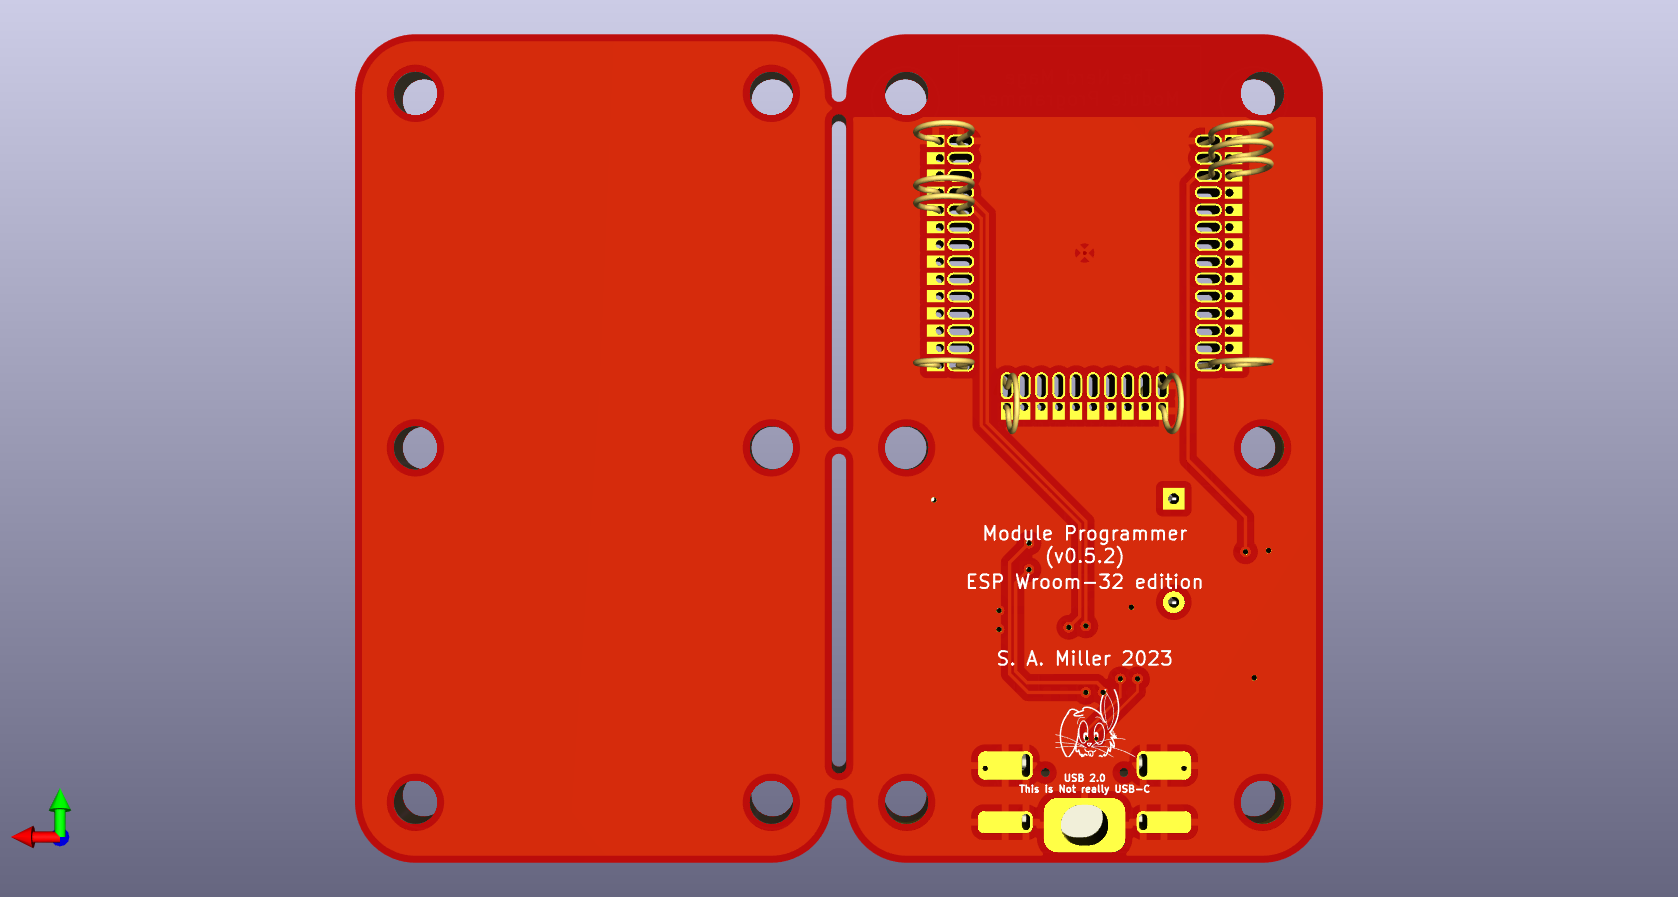 Module Programmer
(v0.5.2)
ESP Wroom-32 edition
S. A. Miller 2023
USB 2.0
This is Not really USB-C